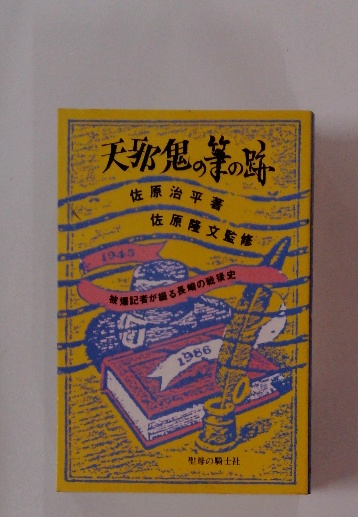 天邪鬼の筆の跡
佐原治平著
佐原隆文監修
1945
被爆記者が綴る長崎の戦後史
1986
聖母の騎士社